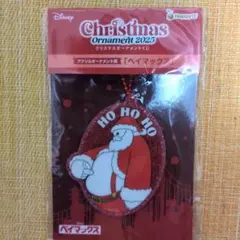 Disney
Christmas
Ornament 2025
クリスマスオーナメントくじ
アクリルオーナメント賞
「ベイマックス」
HO HO HO
ベイマックス